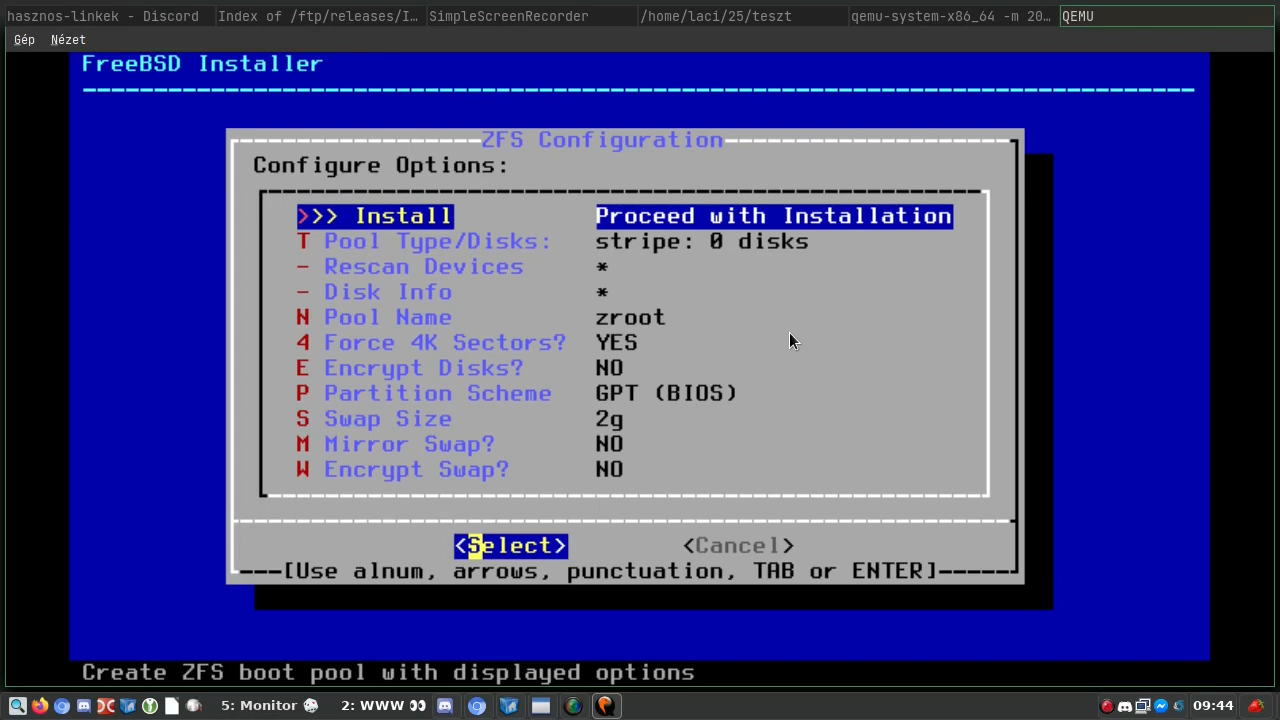 hasznos-linkek - Discord Index of /ftp/releases/I… SimpleScreenRecorder /home/laci/25/teszt qemu-system-x86_64 -m 20… QEMU
Gép Nézet
FreeBSD Installer
ZFS Configuration
Configure Options:
>>> Install Proceed with Installation
T Pool Type/Disks: stripe: 0 disks
- Rescan Devices *
- Disk Info *
N Pool Name zroot
4 Force 4K Sectors? YES
E Encrypt Disks? NO
P Partition Scheme GPT (BIOS)
S Swap Size 2g
M Mirror Swap? NO
W Encrypt Swap? NO
<Select> <Cancel>
[Use alnum, arrows, punctuation, TAB or ENTER]
Create ZFS boot pool with displayed options
5: Monitor 2: WWW 09:44